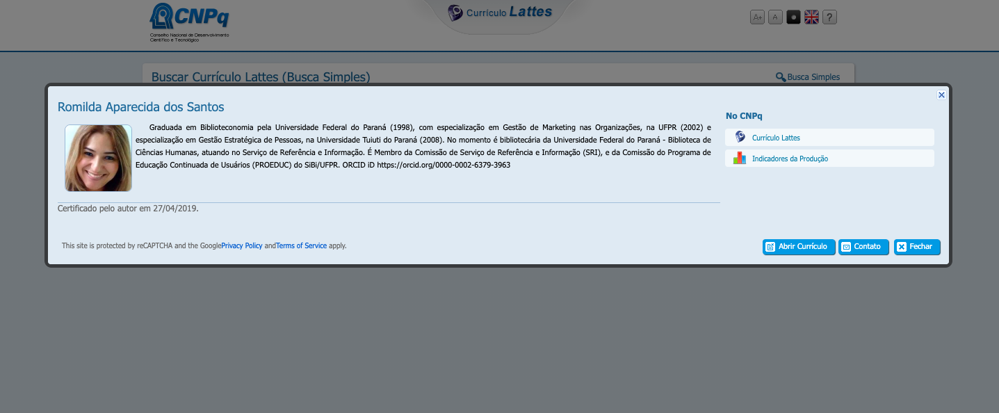 CNPq
Conselho Nacional de Desenvolvimento
Científico e Tecnológico
Currículo Lattes
A+ A ?
Buscar Currículo Lattes (Busca Simples)
Busca Simples
Romilda Aparecida dos Santos
Graduada em Biblioteconomia pela Universidade Federal do Paraná (1998), com especialização em Gestão de Marketing nas Organizações, na UFPR (2002) e
especialização em Gestão Estratégica de Pessoas, na Universidade Tuiuti do Paraná (2008). No momento é bibliotecária da Universidade Federal do Paraná - Biblioteca de
Ciências Humanas, atuando no Serviço de Referência e Informação. É Membro da Comissão de Serviço de Referência e Informação (SRI), e da Comissão do Programa de
Educação Continuada de Usuários (PROEDUC) do SiBi/UFPR. ORCID iD https://orcid.org/0000-0002-6379-3963
Certificado pelo autor em 27/04/2019.
No CNPq
Currículo Lattes
Indicadores da Produção
This site is protected by reCAPTCHA and the GooglePrivacy Policy andTerms of Service apply.
Abrir Currículo Contato Fechar